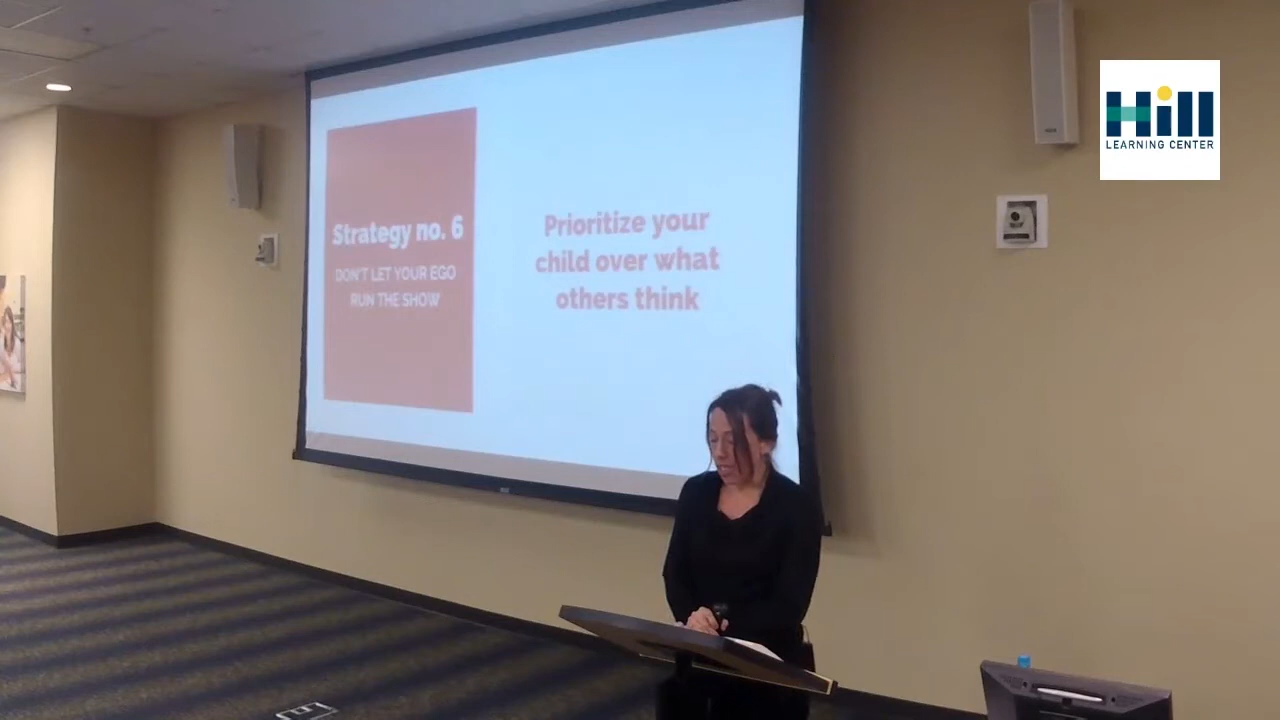 Strategy no. 6
DON'T LET YOUR EGO
RUN THE SHOW
Prioritize your
child over what
others think
Hill
LEARNING CENTER